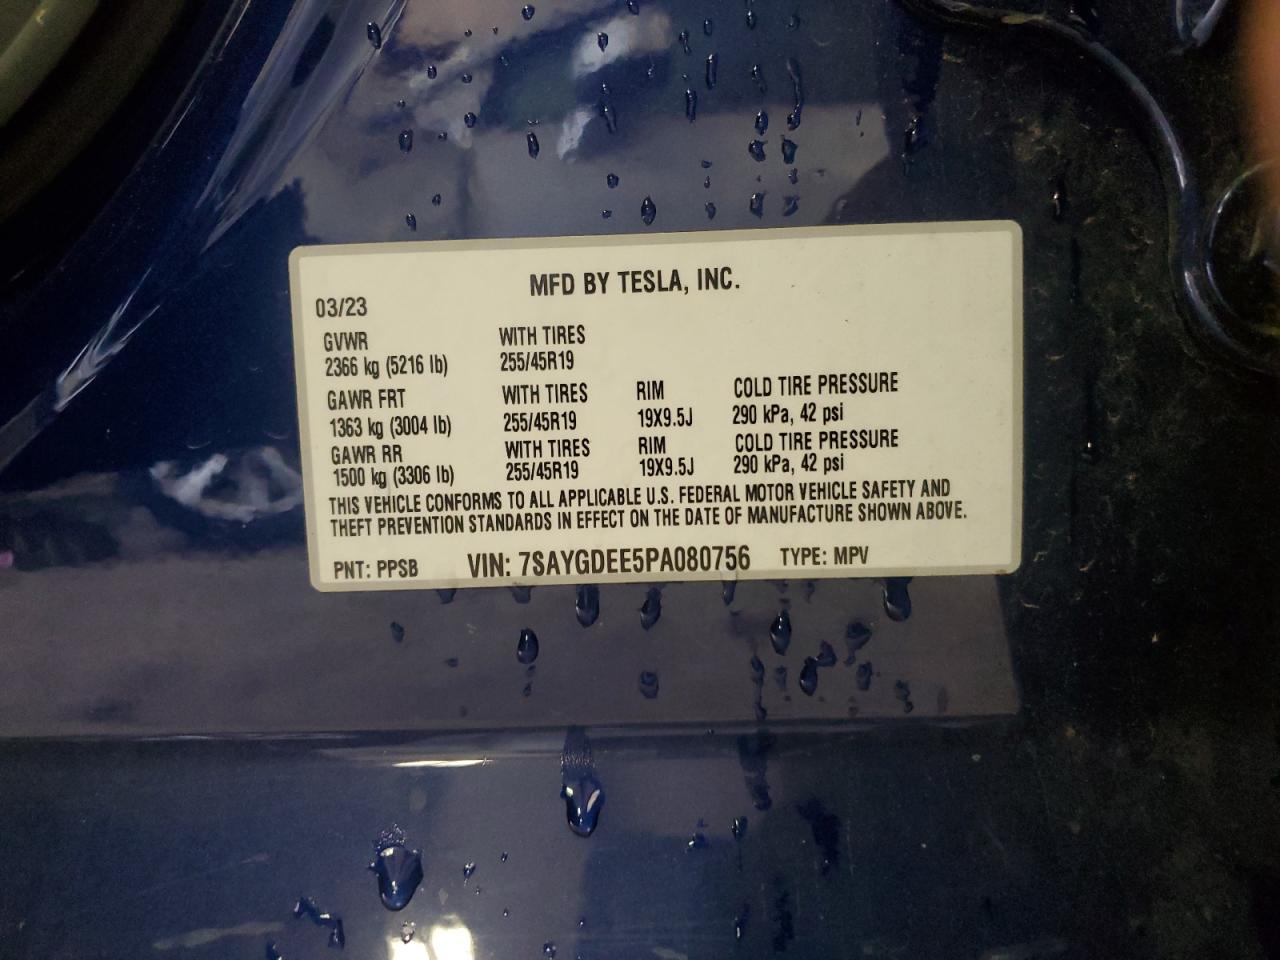 MFD BY TESLA, INC.
03/23
GVWR WITH TIRES
2366 kg (5216 lb) 255/45R19
GAWR FRT WITH TIRES RIM COLD TIRE PRESSURE
1363 kg (3004 lb) 255/45R19 19X9.5J 290 kPa, 42 psi
GAWR RR WITH TIRES RIM COLD TIRE PRESSURE
1500 kg (3306 lb) 255/45R19 19X9.5J 290 kPa, 42 psi
THIS VEHICLE CONFORMS TO ALL APPLICABLE U.S. FEDERAL MOTOR VEHICLE SAFETY AND
THEFT PREVENTION STANDARDS IN EFFECT ON THE DATE OF MANUFACTURE SHOWN ABOVE.
PNT: PPSB VIN: 7SAYGDEE5PA080756 TYPE: MPV